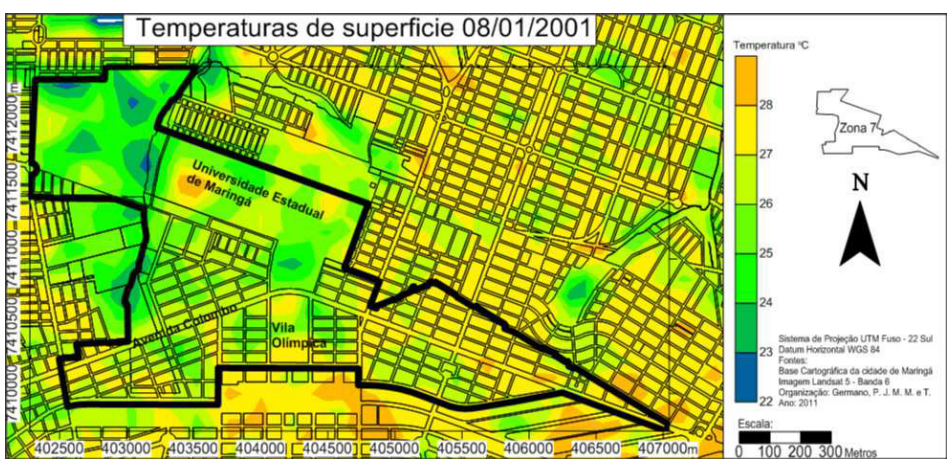 Temperaturas de superficie 08/01/2001
7412000 m
7411500
7411000
7410500
7410000
402500
403000
403500
404000
404500
405000
405500
406000
406500
407000m
Universidade Estadual
de Maringá
Avenida Colombo
Vila
Olímpica
Temperatura ºC
28
27
26
25
24
23
22
Zona 7
N
Sistema de Projeção UTM Fuso - 22 Sul
Datum Horizontal WGS 84
Fontes:
Base Cartográfica da cidade de Maringá
Imagem Landsat 5 - Banda 6
Organização: Germano, P. J. M. M. e T.
Ano: 2011
Escala:
0 100 200 300 Metros